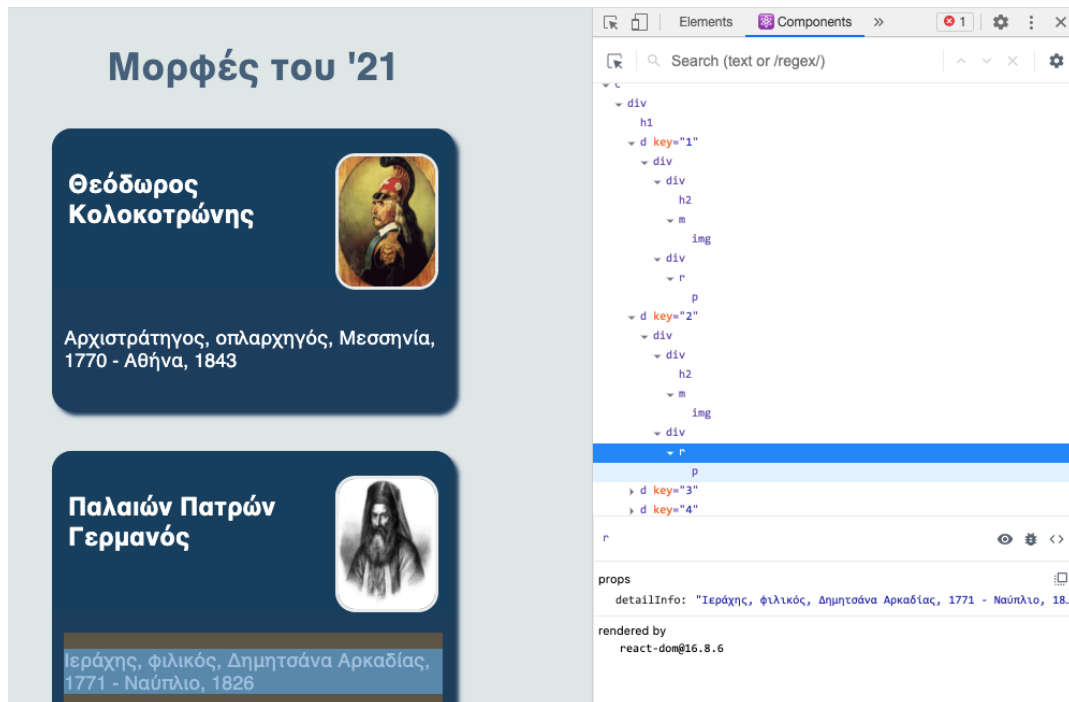 Μορφές του '21
Θεόδωρος
Κολοκοτρώνης
Αρχιστράτηγος, οπλαρχηγός, Μεσσηνία,
1770 - Αθήνα, 1843
Παλαιών Πατρών
Γερμανός
Ιεράχης, φιλικός, Δημητσάνα Αρκαδίας,
1771 - Ναύπλιο, 1826
Elements Components » 1
Search (text or /regex/)
div
h1
d key="1"
div
div
h2
m
img
div
r
p
d key="2"
div
div
h2
m
img
div
r
p
d key="3"
d key="4"
r
props
detailInfo: "Ιεράχης, φιλικός, Δημητσάνα Αρκαδίας, 1771 - Ναύπλιο, 18…
rendered by
react-dom@16.8.6